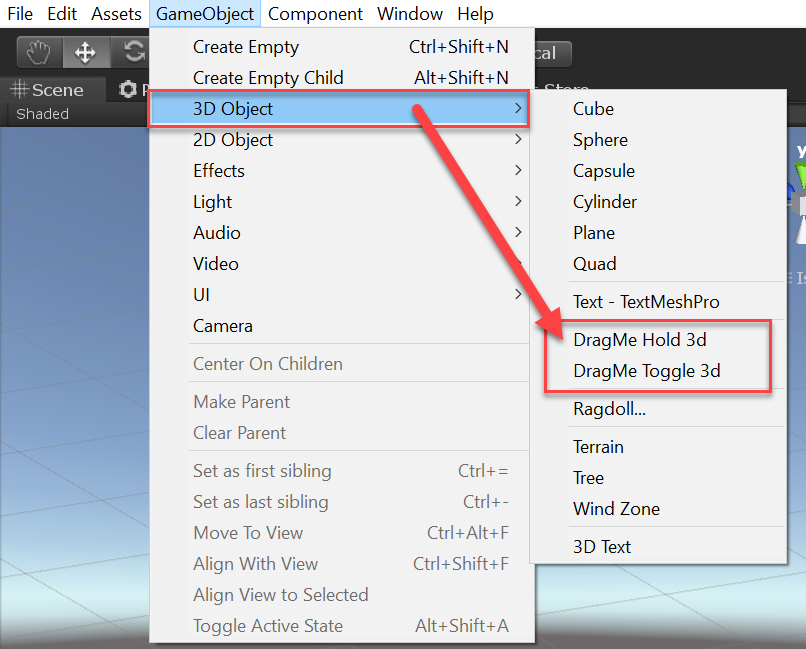 File Edit Assets GameObject Component Window Help
Create Empty Ctrl+Shift+N
cal
Create Empty Child Alt+Shift+N
Scene
Store
Shaded
3D Object
2D Object
Effects
Light
Audio
Video
UI
Camera
Center On Children
Make Parent
Clear Parent
Set as first sibling Ctrl+=
Set as last sibling Ctrl+-
Move To View Ctrl+Alt+F
Align With View Ctrl+Shift+F
Align View to Selected
Toggle Active State Alt+Shift+A
Cube
Sphere
Capsule
Cylinder
Plane
Quad
Text - TextMeshPro
DragMe Hold 3d
DragMe Toggle 3d
Ragdoll...
Terrain
Tree
Wind Zone
3D Text
y